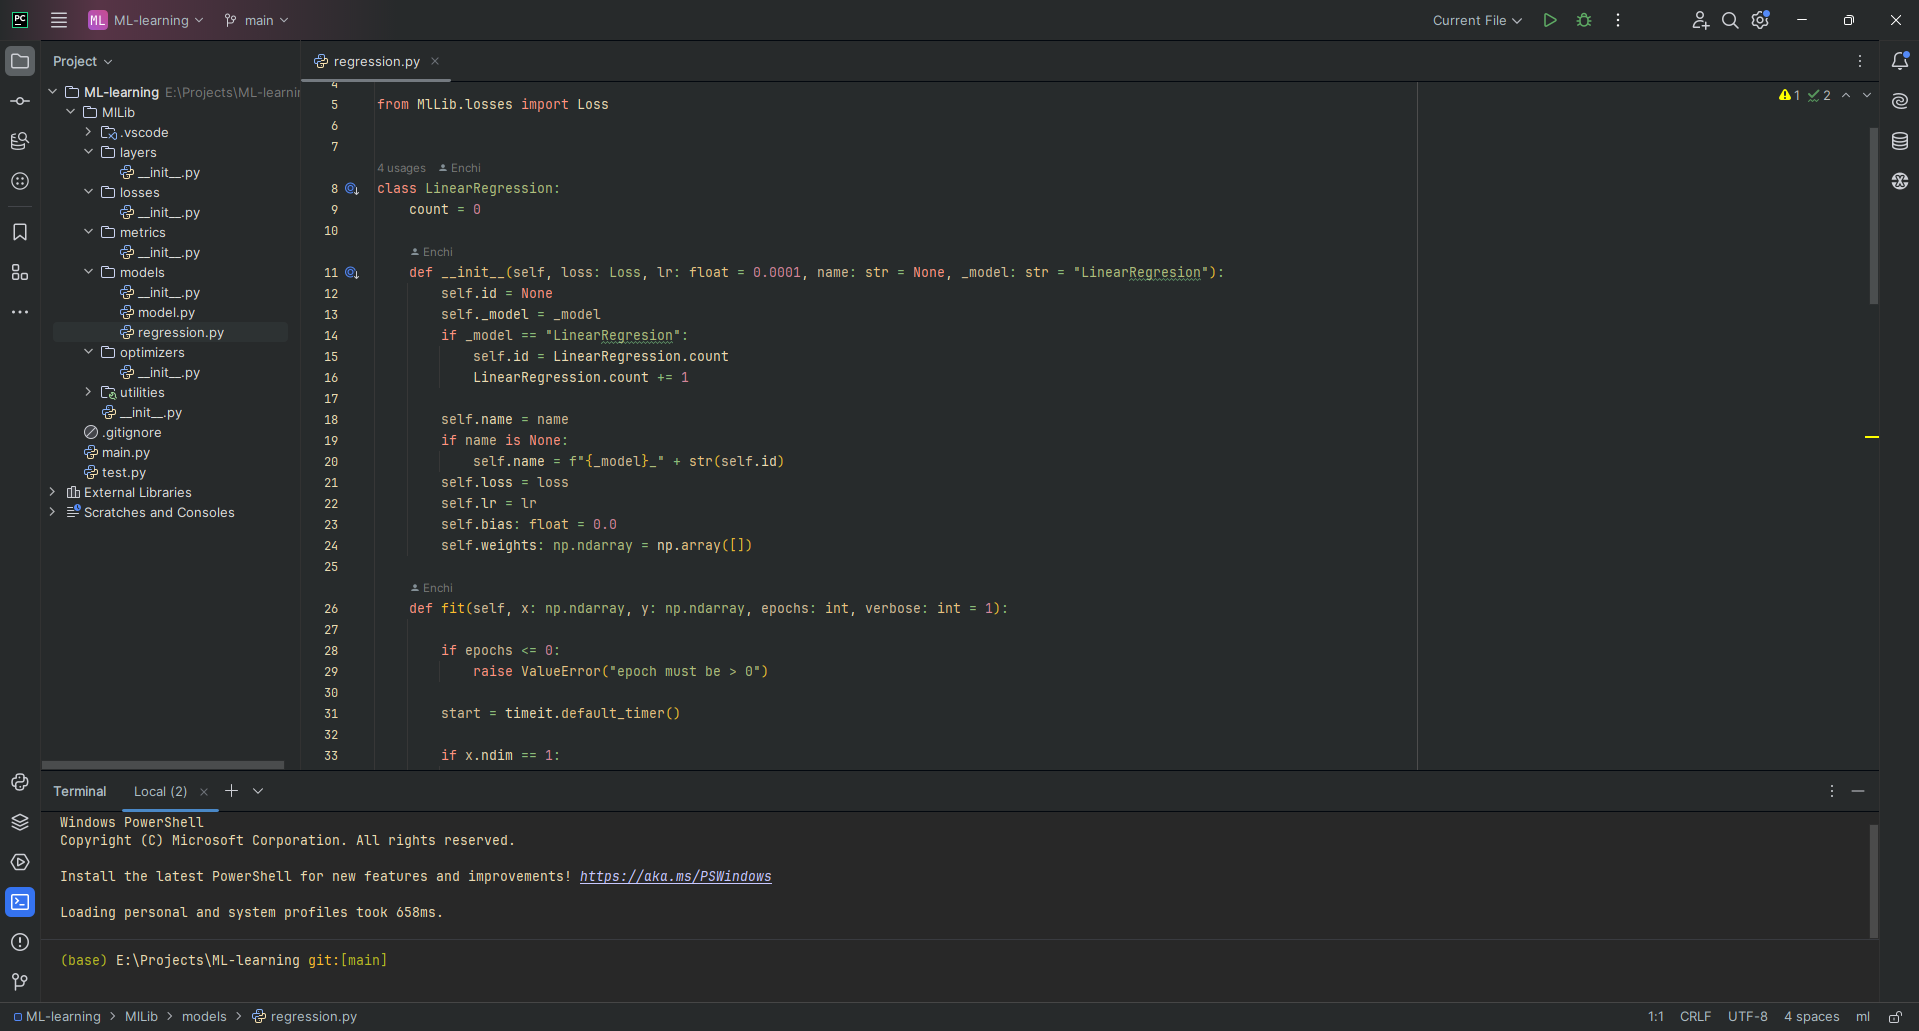 PC ML ML-learning main Current File
Project
regression.py
ML-learning E:\Projects\ML-learnin
MlLib
.vscode
layers
__init__.py
losses
__init__.py
metrics
__init__.py
models
__init__.py
model.py
regression.py
optimizers
__init__.py
utilities
__init__.py
.gitignore
main.py
test.py
External Libraries
Scratches and Consoles
1 2
4
5 from MlLib.losses import Loss
6
7
4 usages Enchi
8 class LinearRegression:
9 count = 0
10
Enchi
11 def __init__(self, loss: Loss, lr: float = 0.0001, name: str = None, _model: str = "LinearRegresion"):
12 self.id = None
13 self._model = _model
14 if _model == "LinearRegresion":
15 self.id = LinearRegression.count
16 LinearRegression.count += 1
17
18 self.name = name
19 if name is None:
20 self.name = f"{_model}_" + str(self.id)
21 self.loss = loss
22 self.lr = lr
23 self.bias: float = 0.0
24 self.weights: np.ndarray = np.array([])
25
Enchi
26 def fit(self, x: np.ndarray, y: np.ndarray, epochs: int, verbose: int = 1):
27
28 if epochs <= 0:
29 raise ValueError("epoch must be > 0")
30
31 start = timeit.default_timer()
32
33 if x.ndim == 1:
Terminal Local (2)
Windows PowerShell
Copyright (C) Microsoft Corporation. All rights reserved.
Install the latest PowerShell for new features and improvements! https://aka.ms/PSWindows
Loading personal and system profiles took 658ms.
(base) E:\Projects\ML-learning git:[main]
ML-learning > MlLib > models > regression.py 1:1 CRLF UTF-8 4 spaces ml